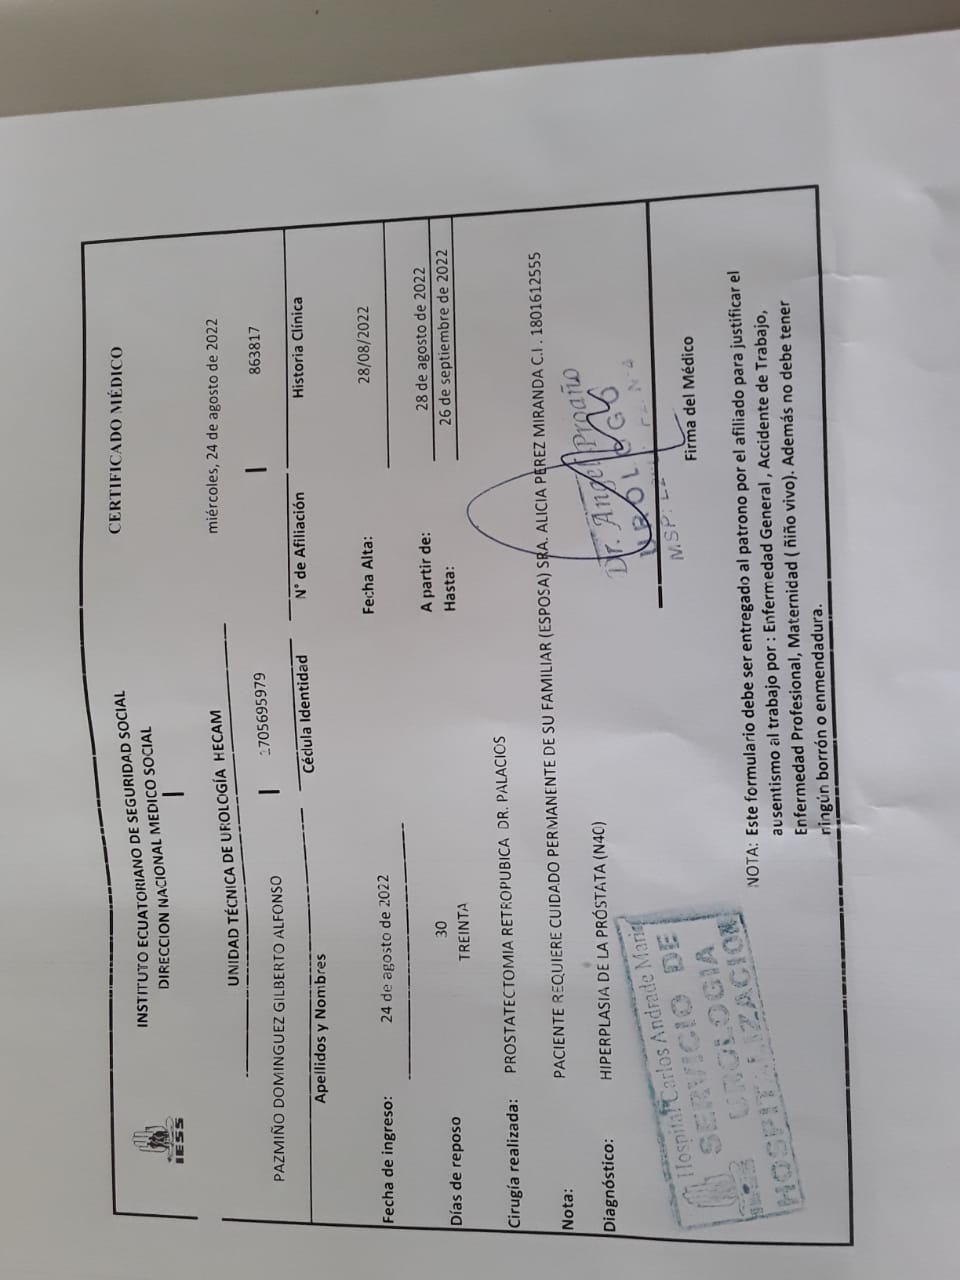 IESS
INSTITUTO ECUATORIANO DE SEGURIDAD SOCIAL
DIRECCION NACIONAL MEDICO SOCIAL
CERTIFICADO MÉDICO
UNIDAD TÉCNICA DE UROLOGÍA HECAM
miércoles, 24 de agosto de 2022
PAZMIÑO DOMINGUEZ GILBERTO ALFONSO 1705695979 863817
Apellidos y Nombres Cédula Identidad N° de Afiliación Historia Clínica
Fecha de ingreso: 24 de agosto de 2022 Fecha Alta: 28/08/2022
Días de reposo 30 A partir de: 28 de agosto de 2022
TREINTA Hasta: 26 de septiembre de 2022
Cirugía realizada: PROSTATECTOMIA RETROPUBICA DR. PALACIOS
Nota: PACIENTE REQUIERE CUIDADO PERMANENTE DE SU FAMILIAR (ESPOSA) SRA. ALICIA PEREZ MIRANDA C.I . 1801612555
Diagnóstico: HIPERPLASIA DE LA PRÓSTATA (N40)
Dr. Angel Proaño
UROLOGO
MSP:
Hospital Carlos Andrade Marin
SERVICIO DE
IESS UROLOGIA
HOSPITALIZACION
Firma del Médico
NOTA: Este formulario debe ser entregado al patrono por el afiliado para justificar el
ausentismo al trabajo por : Enfermedad General , Accidente de Trabajo,
Enfermedad Profesional, Maternidad ( ñiño vivo). Además no debe tener
ningún borrón o enmendadura.